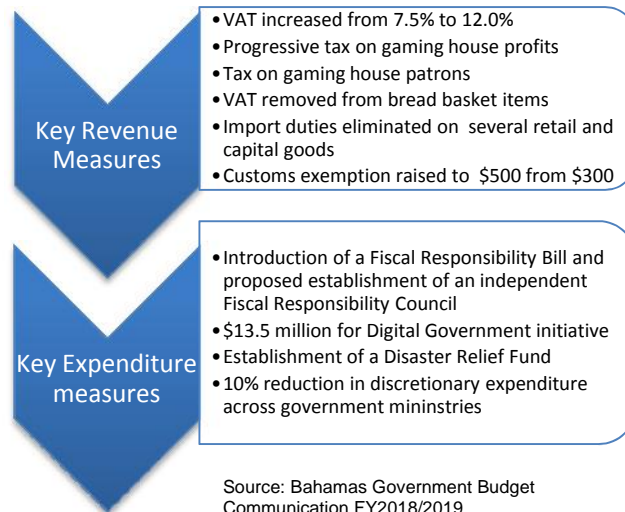 Key Revenue
Measures
•VAT increased from 7.5% to 12.0%
•Progressive tax on gaming house profits
•Tax on gaming house patrons
•VAT removed from bread basket items
•Import duties eliminated on several retail and
capital goods
•Customs exemption raised to $500 from $300
Key Expenditure
measures
•Introduction of a Fiscal Responsibility Bill and
proposed establishment of an independent
Fiscal Responsibility Council
•$13.5 million for Digital Government initiative
•Establishment of a Disaster Relief Fund
•10% reduction in discretionary expenditure
across government mininstries
Source: Bahamas Government Budget
Communication FY2018/2019